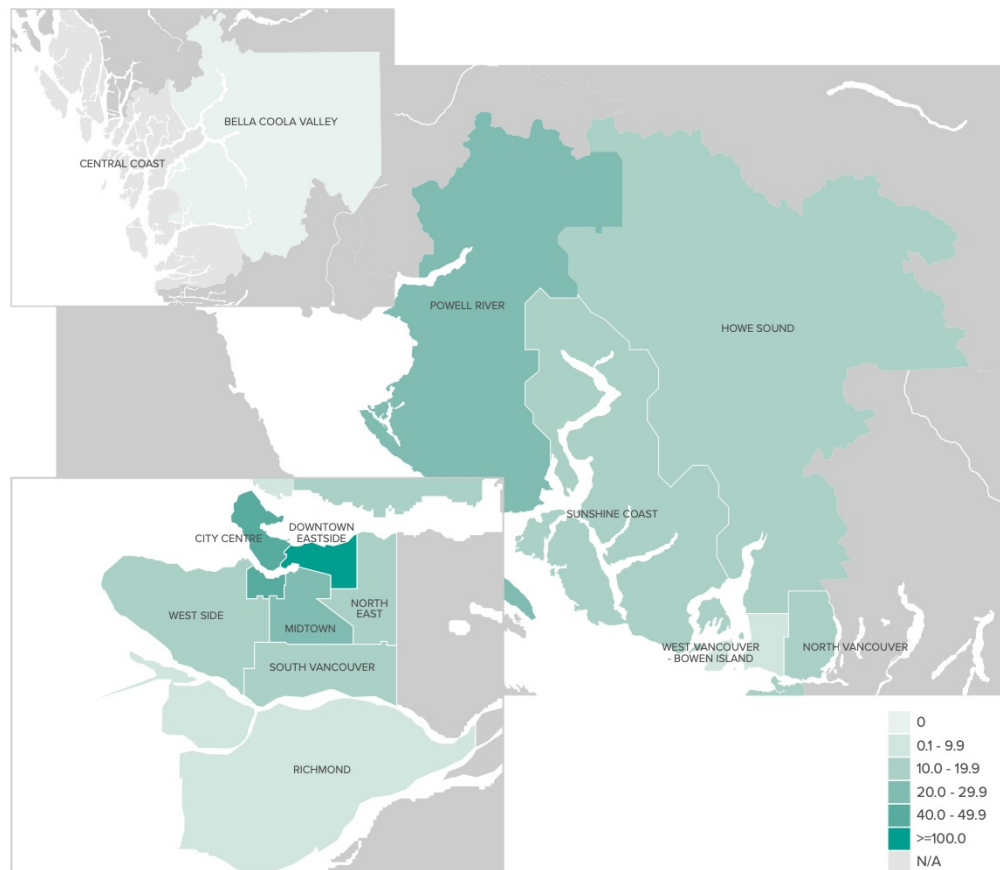 BELLA COOLA VALLEY
CENTRAL COAST
POWELL RIVER
HOWE SOUND
SUNSHINE COAST
WEST VANCOUVER
- BOWEN ISLAND
NORTH VANCOUVER
CITY CENTRE
DOWNTOWN
EASTSIDE
WEST SIDE
MIDTOWN
NORTH
EAST
SOUTH VANCOUVER
RICHMOND
0
0.1 - 9.9
10.0 - 19.9
20.0 - 29.9
40.0 - 49.9
>=100.0
N/A